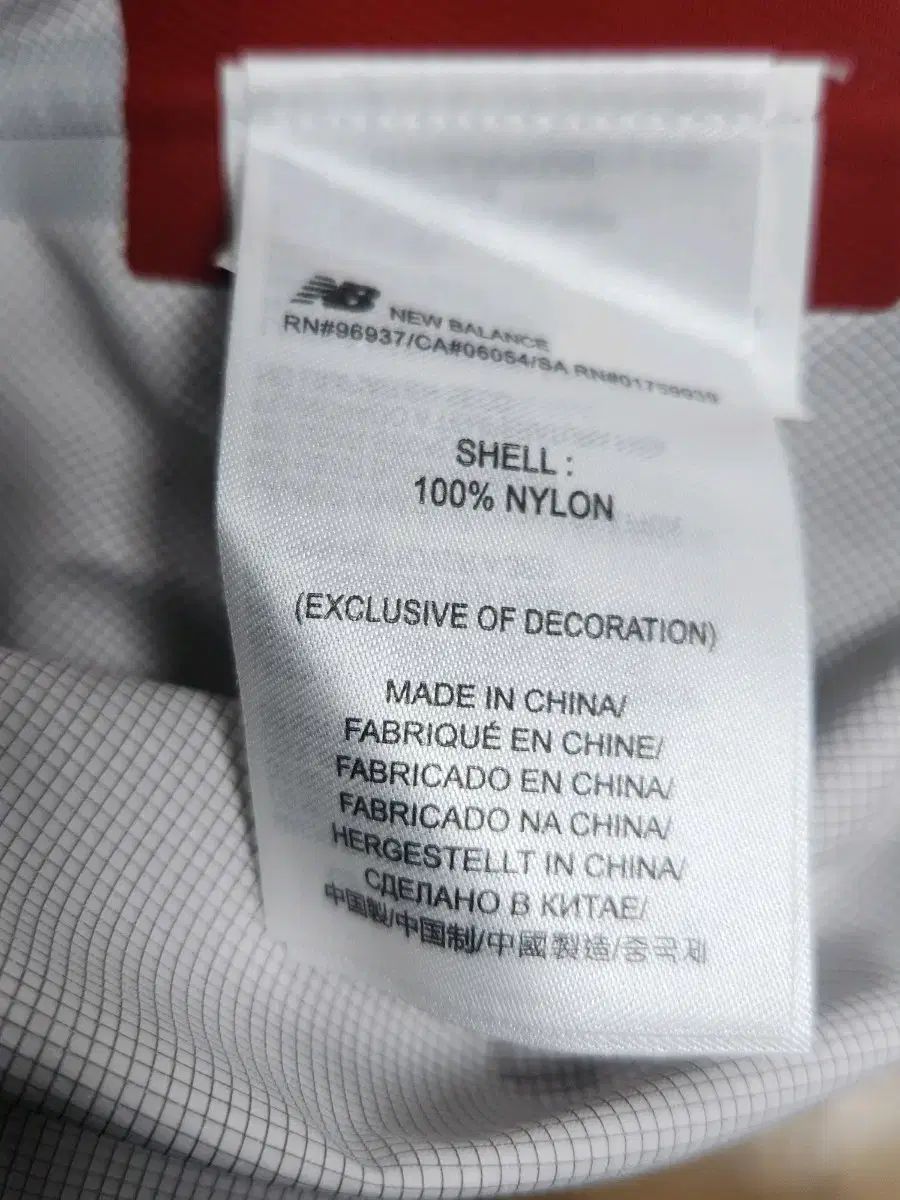 NB NEW BALANCE
RN#96937/CA#06054/SA RN#01759939
SHELL :
100% NYLON
(EXCLUSIVE OF DECORATION)
MADE IN CHINA/
FABRIQUÉ EN CHINE/
FABRICADO EN CHINA/
FABRICADO NA CHINA/
HERGESTELLT IN CHINA/
СДЕЛАНО В КИТАЕ/
中国製/中国制/中國製造/중국제